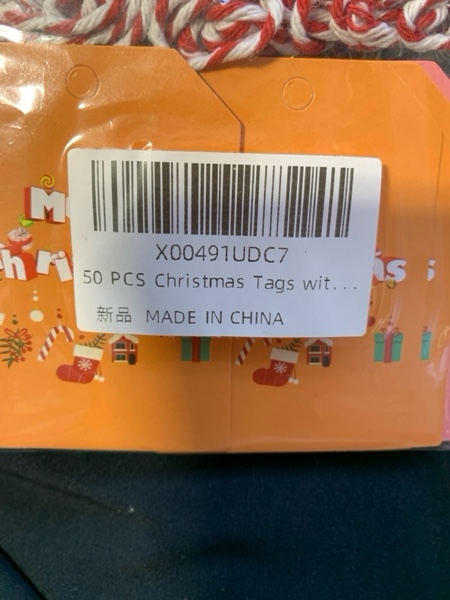 X00491UDC7
50 PCS Christmas Tags wit...
新品 MADE IN CHINA